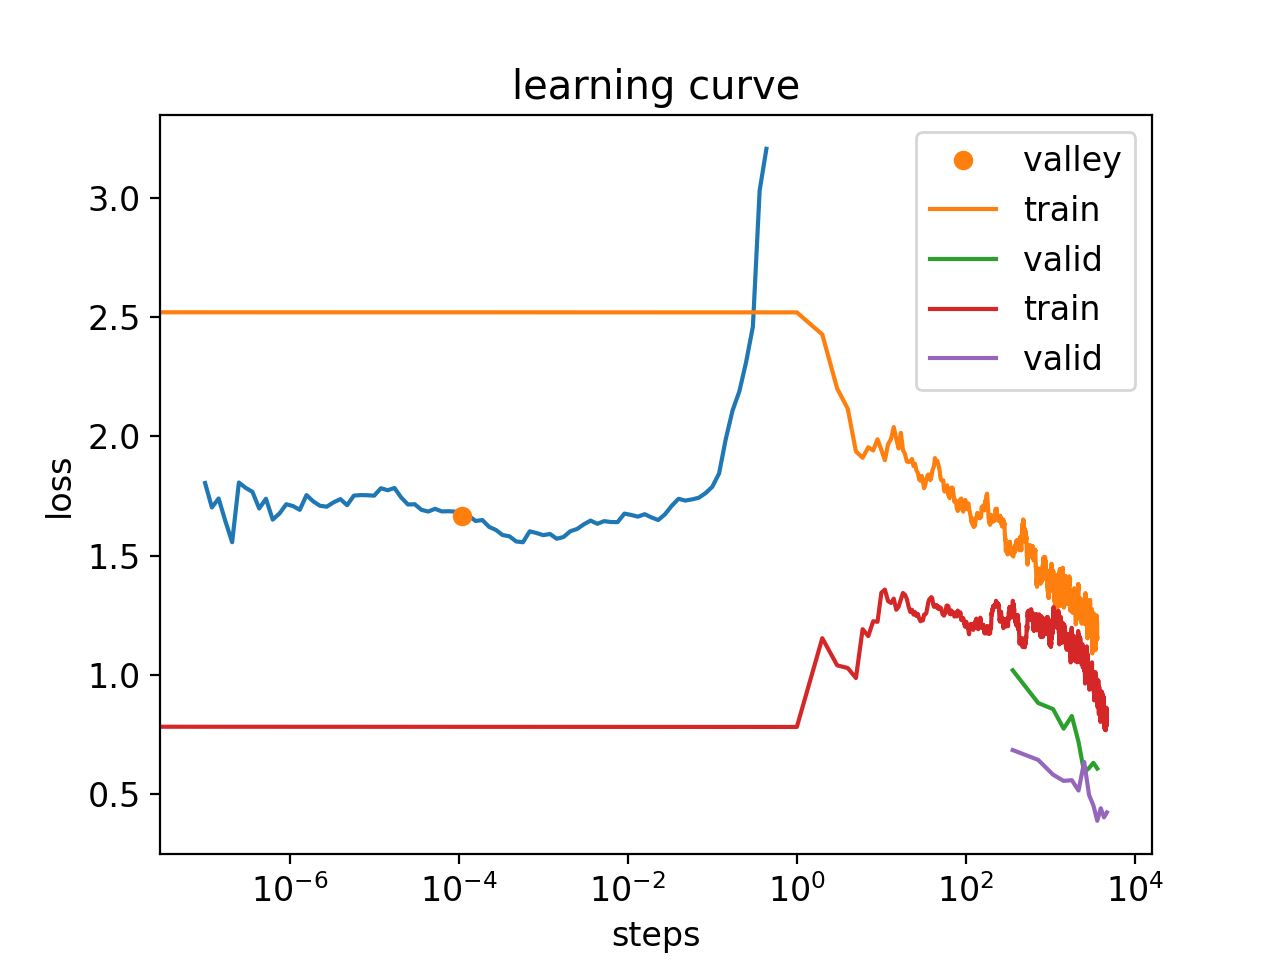 learning curve
valley
train
valid
train
valid
3.0
2.5
2.0
1.5
1.0
0.5
loss
10⁻⁶ 10⁻⁴ 10⁻² 10⁰ 10² 10⁴
steps